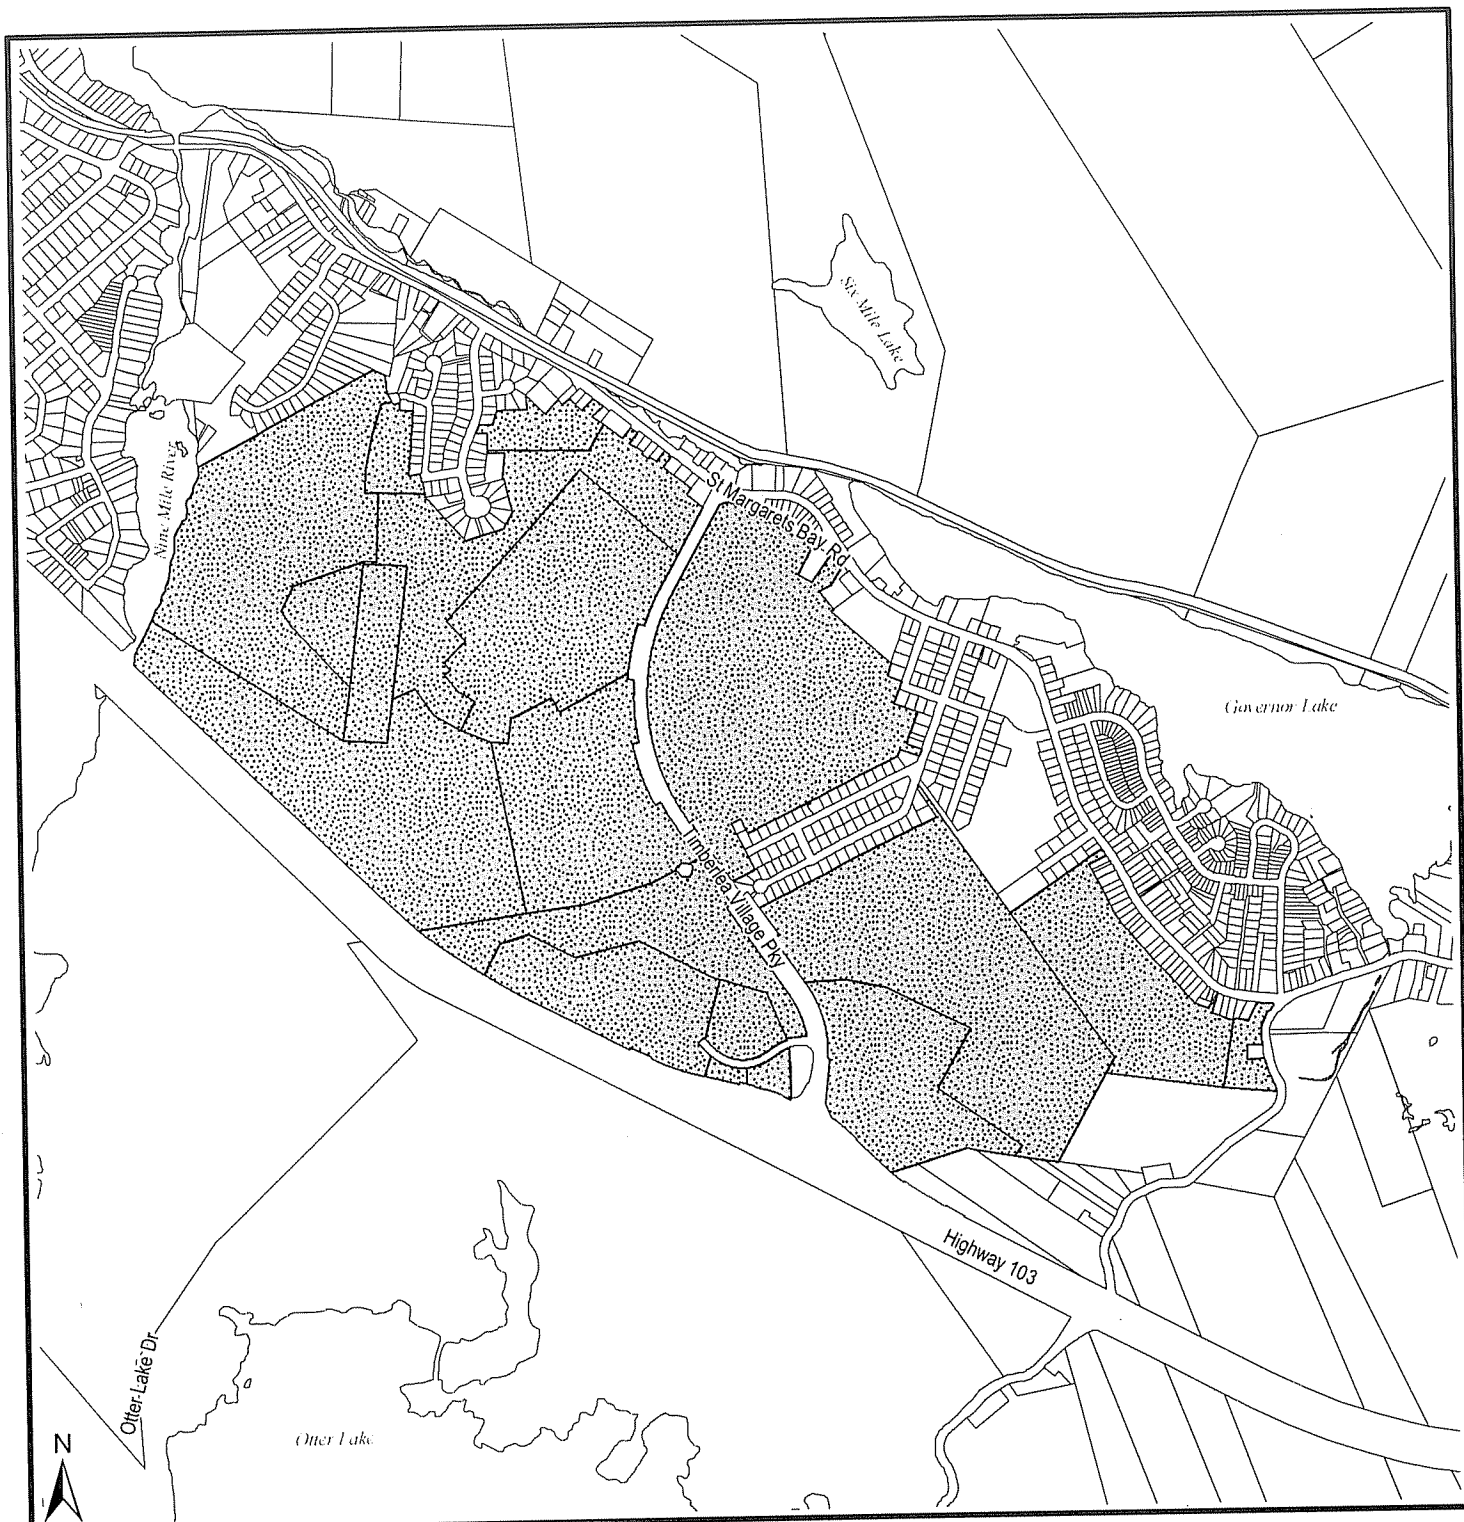 Six Mile Lake
St Margarets Bay Rd
Nine Mile River
Governor Lake
Timberlea Village Pky
Highway 103
Otter Lake Dr
Otter Lake
N